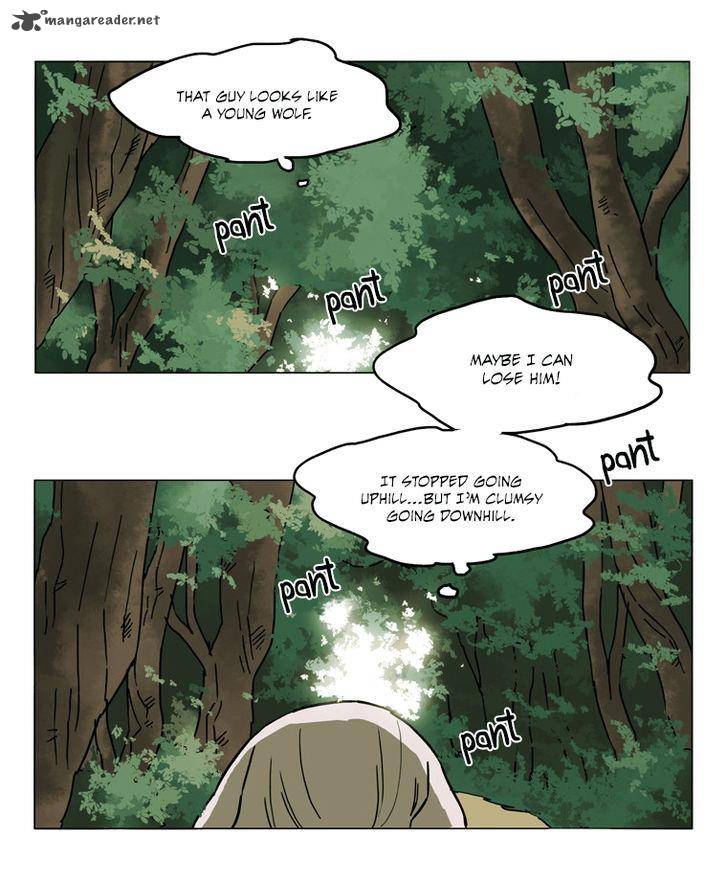 mangareader.net
THAT GUY LOOKS LIKE
A YOUNG WOLF.
pant
pant
pant
MAYBE I CAN
LOSE HIM!
pant
IT STOPPED GOING
UPHILL...BUT I'M CLUMSY
GOING DOWNHILL.
pant
pant